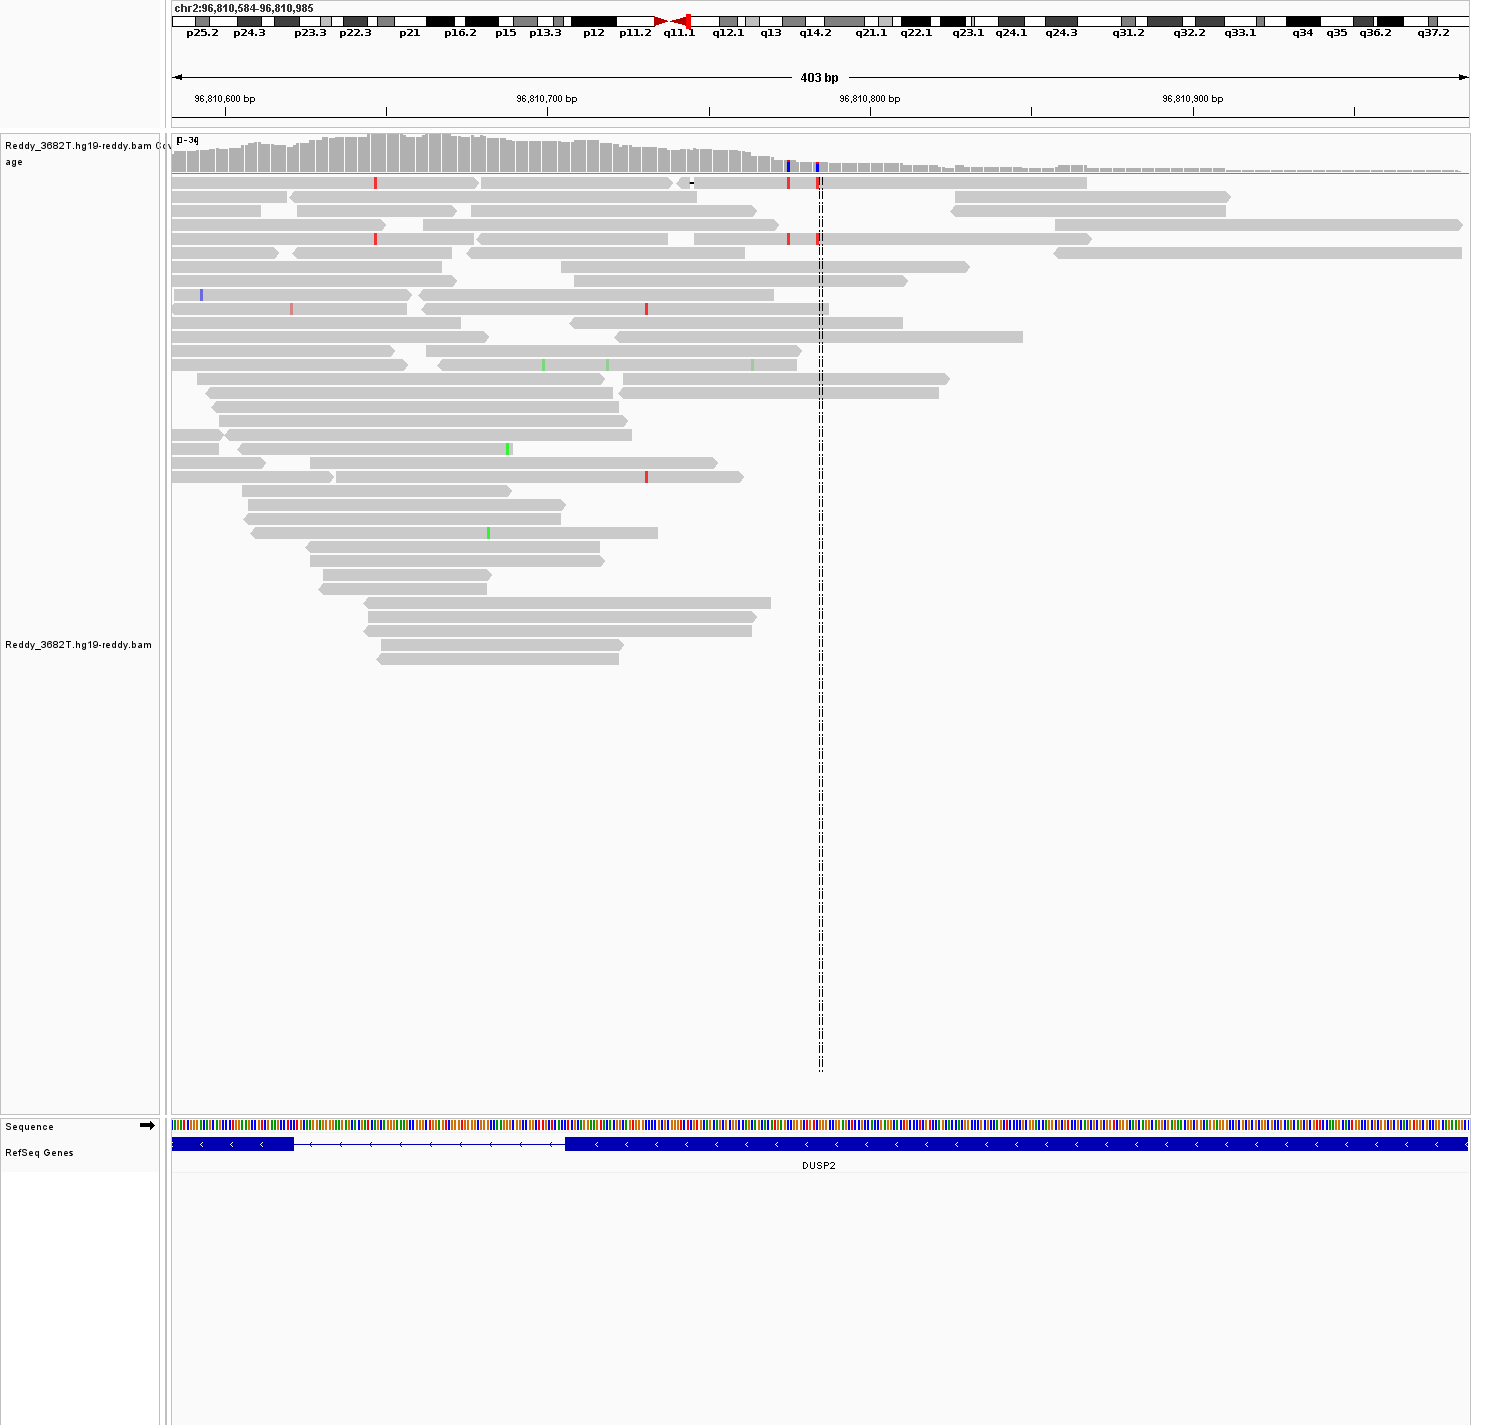 chr2:96,810,584-96,810,985
p25.2 p24.3 p23.3 p22.3 p21 p16.2 p15 p13.3 p12 p11.2 q11.1 q12.1 q13 q14.2 q21.1 q22.1 q23.1 q24.1 q24.3 q31.2 q32.2 q33.1 q34 q35 q36.2 q37.2
403 bp
96,810,600 bp 96,810,700 bp 96,810,800 bp 96,810,900 bp
Reddy_3682T.hg19-reddy.bam Cov
age
Reddy_3682T.hg19-reddy.bam
Sequence
RefSeq Genes
DUSP2